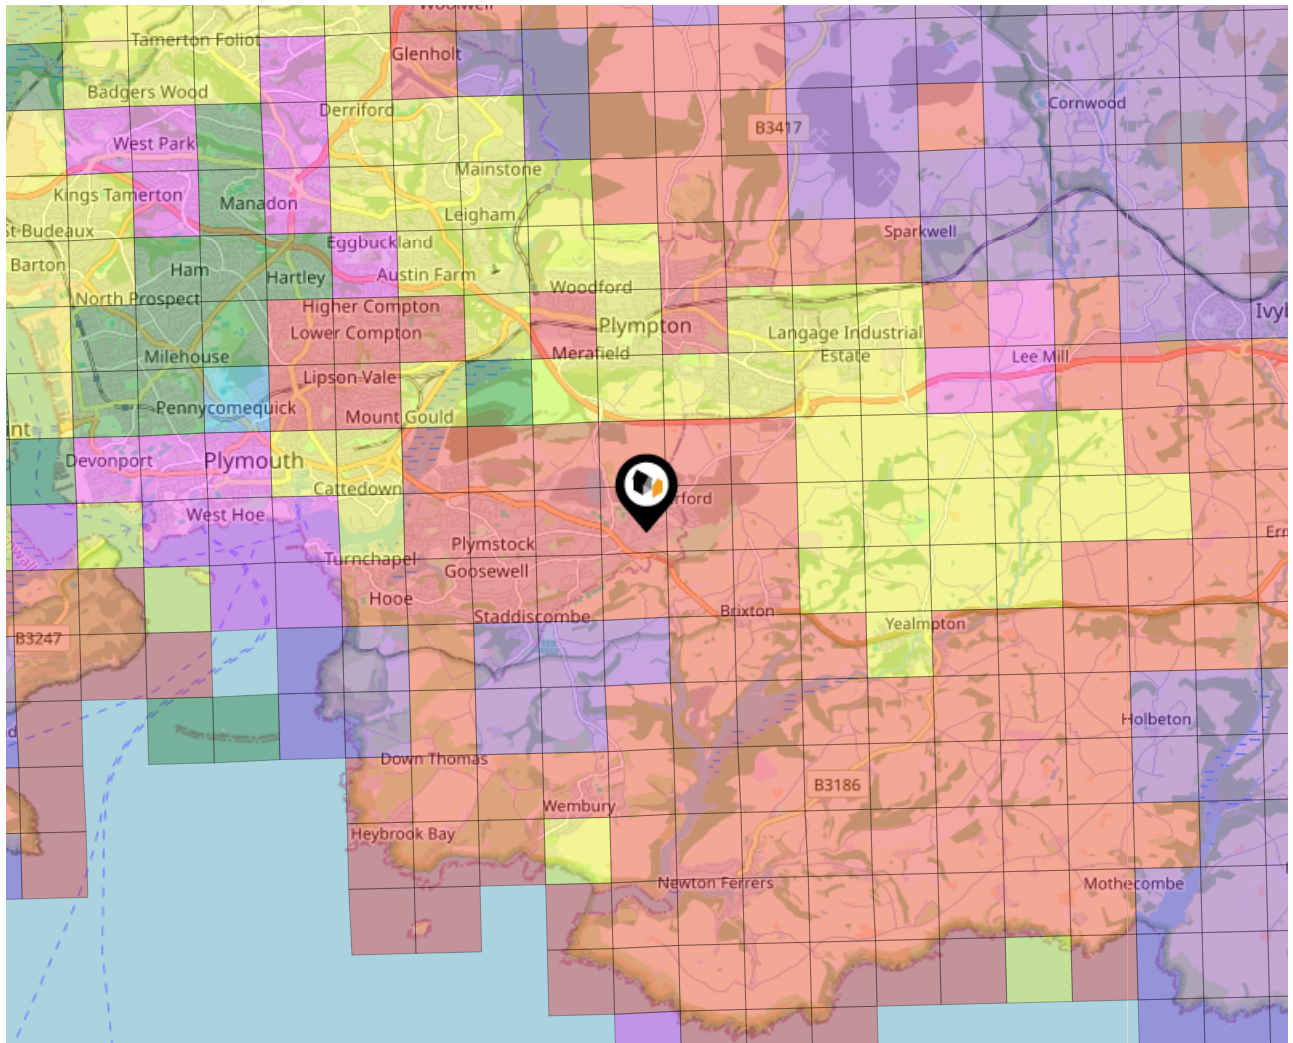 Woolwell
Tamerton Foliot
Glenholt
Badgers Wood
Cornwood
Derriford
B3417
West Park
Mainstone
Kings Tamerton
Manadon
Leigham
St-Budeaux
Sparkwell
Eggbuckland
Barton
Ham
Hartley
Austin Farm
Woodford
North Prospect
Higher Compton
Lower Compton
Plympton
Langage Industrial
Estate
Milehouse
Merafield
Lee Mill
Lipson Vale
Pennycomequick
Mount Gould
Devonport
Plymouth
Cattedown
rford
West Hoe
Plymstock
Turnchapel
Goosewell
Hooe
Staddiscombe
Brixton
Yealmpton
B3247
Holbeton
Down Thomas
B3186
Wembury
Heybrook Bay
Newton Ferrers
Mothecombe